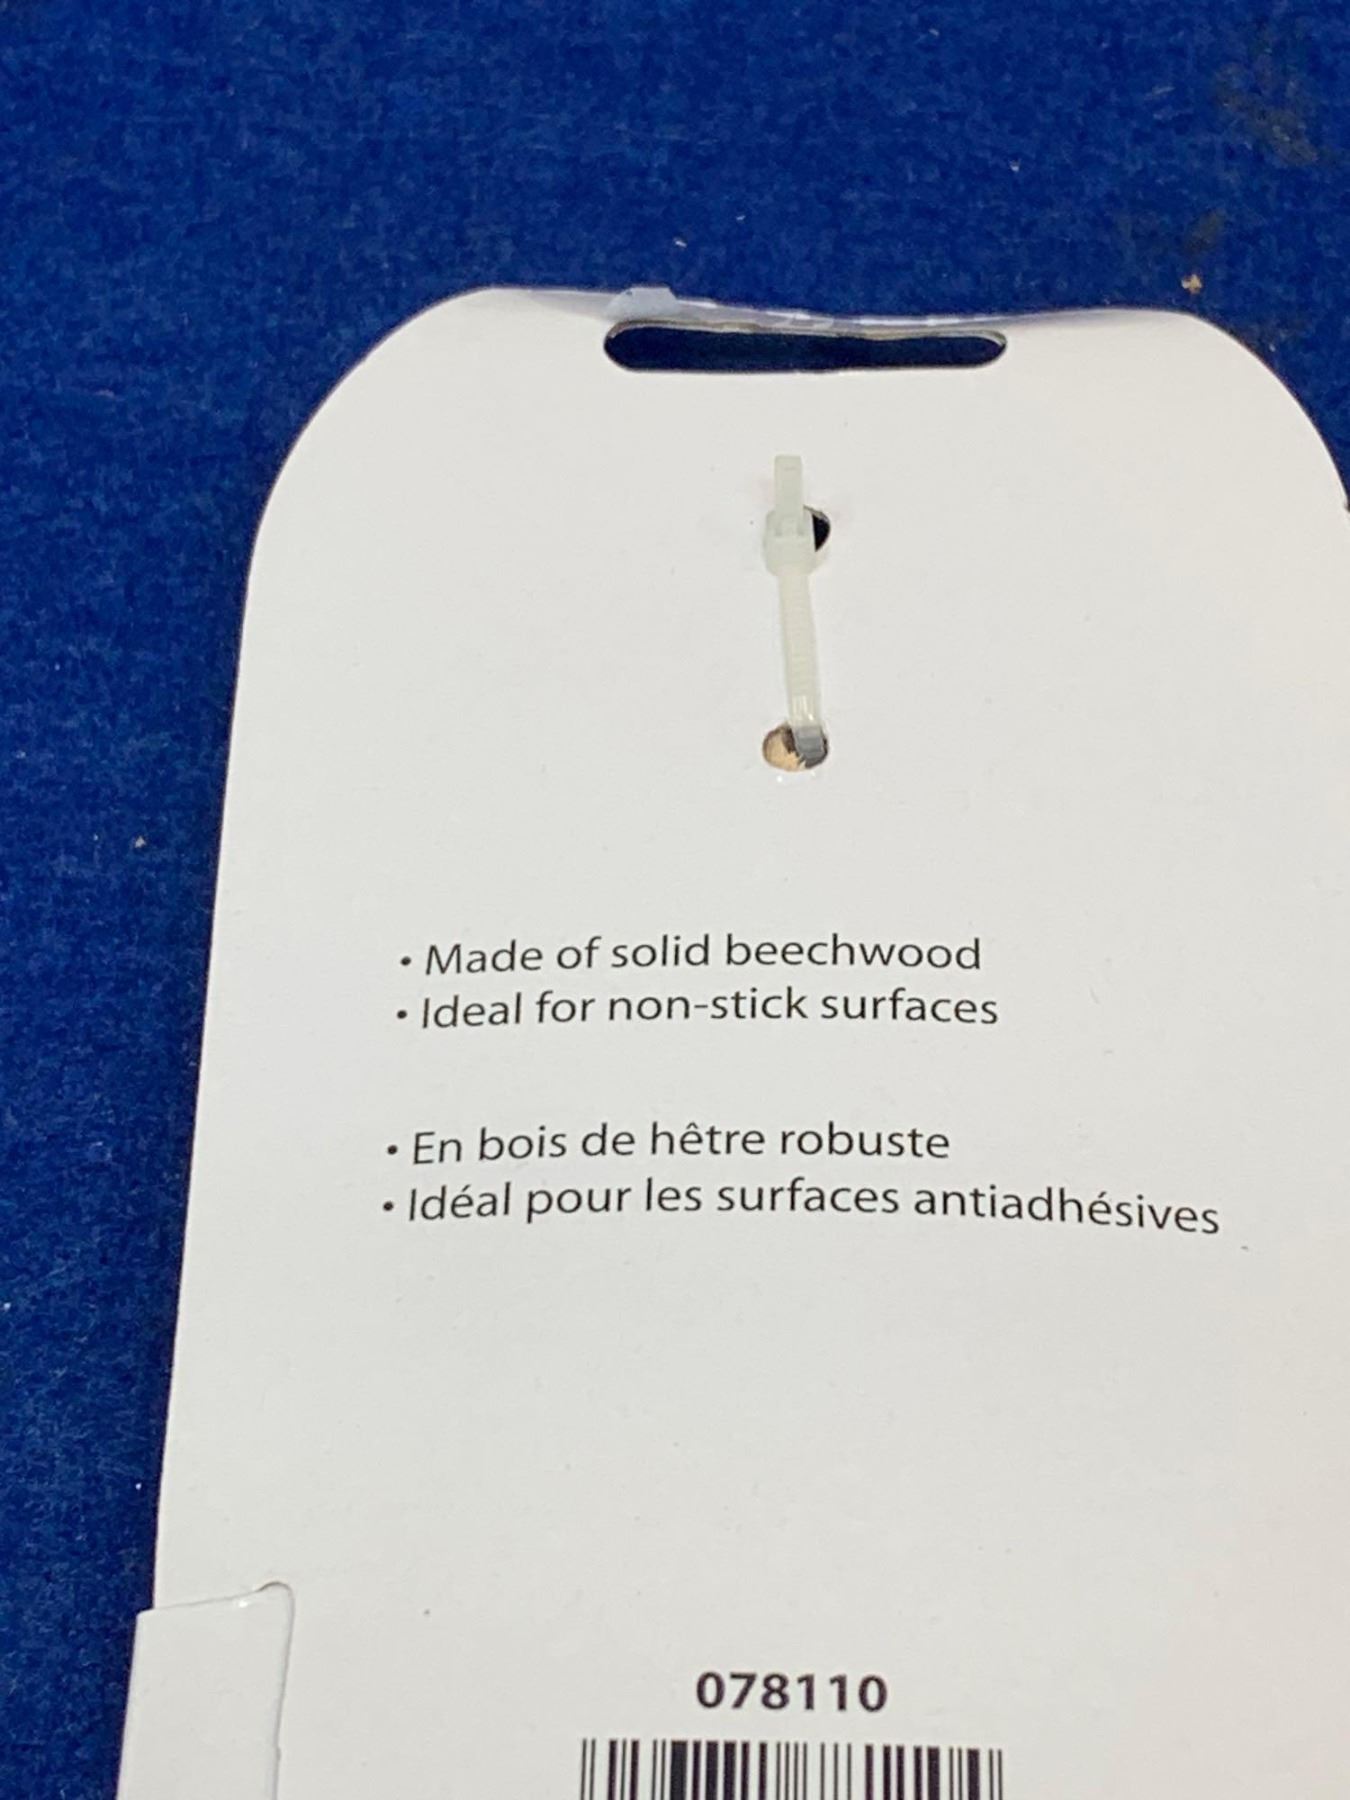 • Made of solid beechwood
• Ideal for non-stick surfaces
• En bois de hêtre robuste
• Idéal pour les surfaces antiadhésives
078110